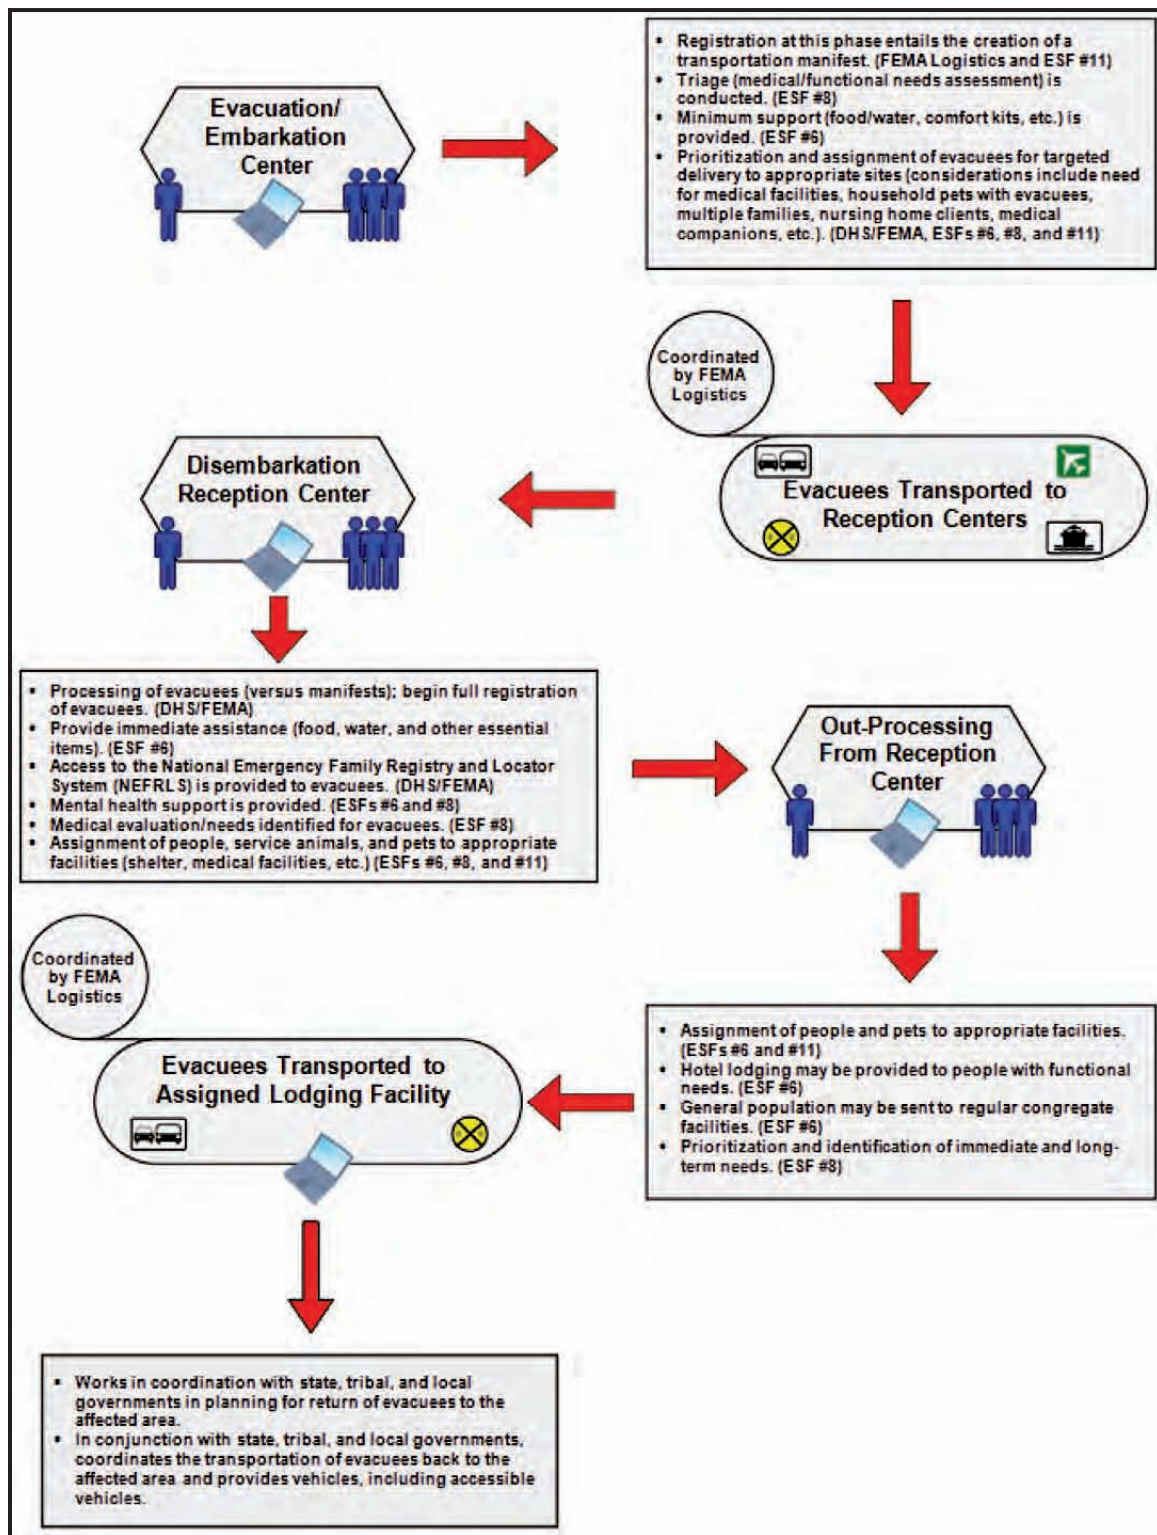 Evacuation/
Embarkation
Center
▪ Registration at this phase entails the creation of a
transportation manifest. (FEMA Logistics and ESF #11)
▪ Triage (medical/functional needs assessment) is
conducted. (ESF #8)
▪ Minimum support (food/water, comfort kits, etc.) is
provided. (ESF #6)
▪ Prioritization and assignment of evacuees for targeted
delivery to appropriate sites (considerations include need
for medical facilities, household pets with evacuees,
multiple families, nursing home clients, medical
companions, etc.). (DHS/FEMA, ESFs #6, #8, and #11)
Coordinated
by FEMA
Logistics
Evacuees Transported to
Reception Centers
Disembarkation
Reception Center
▪ Processing of evacuees (versus manifests); begin full registration
of evacuees. (DHS/FEMA)
▪ Provide immediate assistance (food, water, and other essential
items). (ESF #6)
▪ Access to the National Emergency Family Registry and Locator
System (NEFRLS) is provided to evacuees. (DHS/FEMA)
▪ Mental health support is provided. (ESFs #6 and #8)
▪ Medical evaluation/needs identified for evacuees. (ESF #8)
▪ Assignment of people, service animals, and pets to appropriate
facilities (shelter, medical facilities, etc.) (ESFs #6, #8, and #11)
Out-Processing
From Reception
Center
▪ Assignment of people and pets to appropriate facilities.
(ESFs #6 and #11)
▪ Hotel lodging may be provided to people with functional
needs. (ESF #6)
▪ General population may be sent to regular congregate
facilities. (ESF #6)
▪ Prioritization and identification of immediate and long-
term needs. (ESF #8)
Coordinated
by FEMA
Logistics
Evacuees Transported to
Assigned Lodging Facility
▪ Works in coordination with state, tribal, and local
governments in planning for return of evacuees to the
affected area.
▪ In conjunction with state, tribal, and local governments,
coordinates the transportation of evacuees back to the
affected area and provides vehicles, including accessible
vehicles.